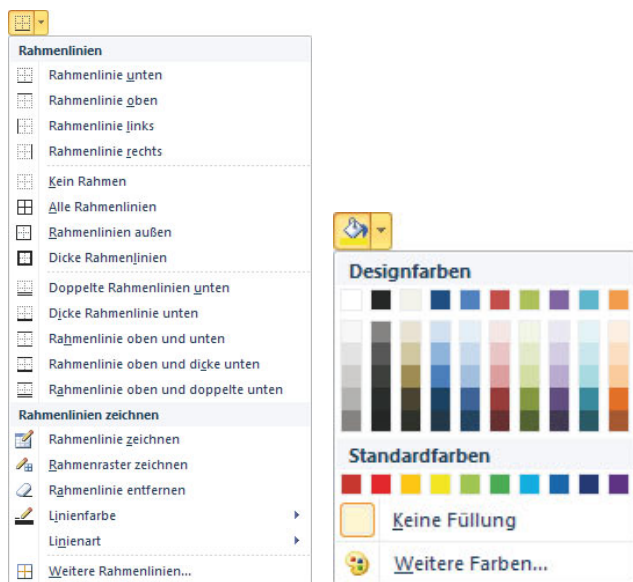 Rahmenlinien
Rahmenlinie unten
Rahmenlinie oben
Rahmenlinie links
Rahmenlinie rechts
Kein Rahmen
Alle Rahmenlinien
Rahmenlinien außen
Dicke Rahmenlinien
Doppelte Rahmenlinien unten
Dicke Rahmenlinie unten
Rahmenlinie oben und unten
Rahmenlinie oben und dicke unten
Rahmenlinie oben und doppelte unten
Rahmenlinien zeichnen
Rahmenlinie zeichnen
Rahmenraster zeichnen
Rahmenlinie entfernen
Linienfarbe
Linienart
Weitere Rahmenlinien...
Designfarben
Standardfarben
Keine Füllung
Weitere Farben...